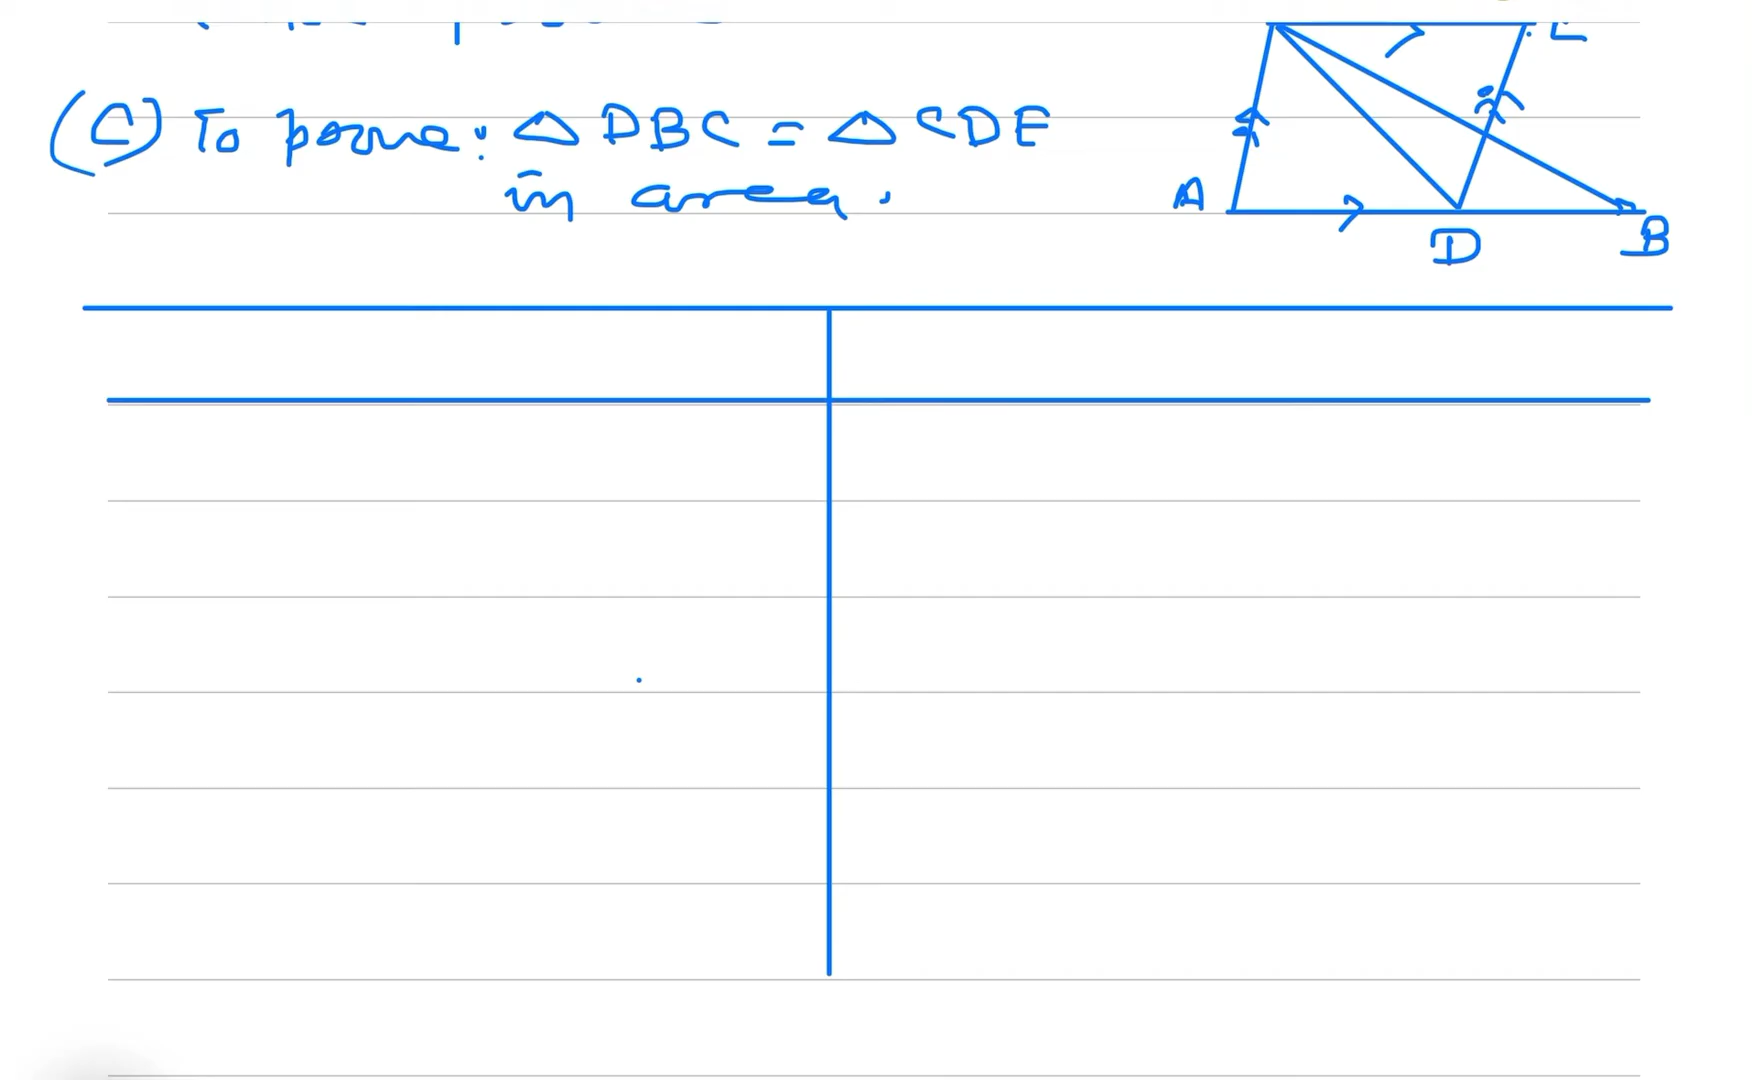 (C) To prove: △ DBC = △ CDE
in area.
A
D
B